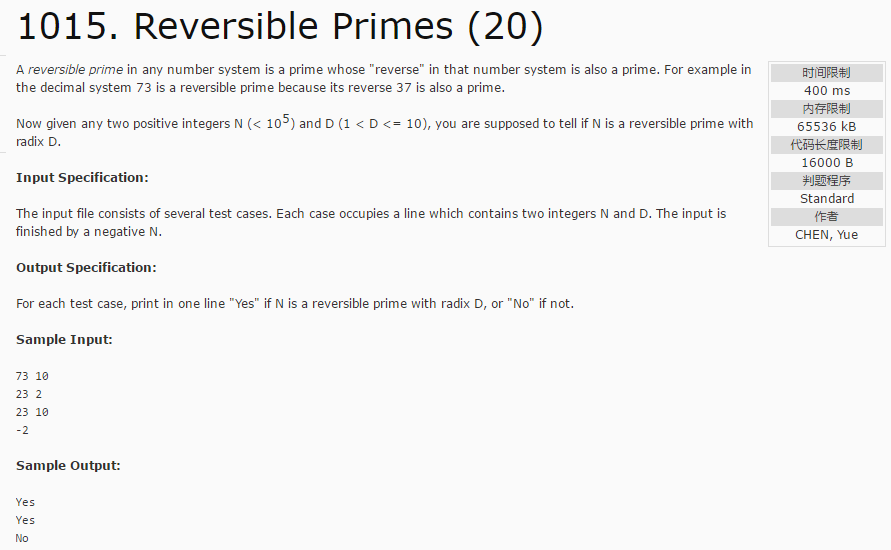 1015. Reversible Primes (20)
A reversible prime in any number system is a prime whose "reverse" in that number system is also a prime. For example in
the decimal system 73 is a reversible prime because its reverse 37 is also a prime.
Now given any two positive integers N (< 10^5) and D (1 < D <= 10), you are supposed to tell if N is a reversible prime with
radix D.
Input Specification:
The input file consists of several test cases. Each case occupies a line which contains two integers N and D. The input is
finished by a negative N.
Output Specification:
For each test case, print in one line "Yes" if N is a reversible prime with radix D, or "No" if not.
Sample Input:
73 10
23 2
23 10
-2
Sample Output:
Yes
Yes
No
时间限制
400 ms
内存限制
65536 kB
代码长度限制
16000 B
判题程序
Standard
作者
CHEN, Yue